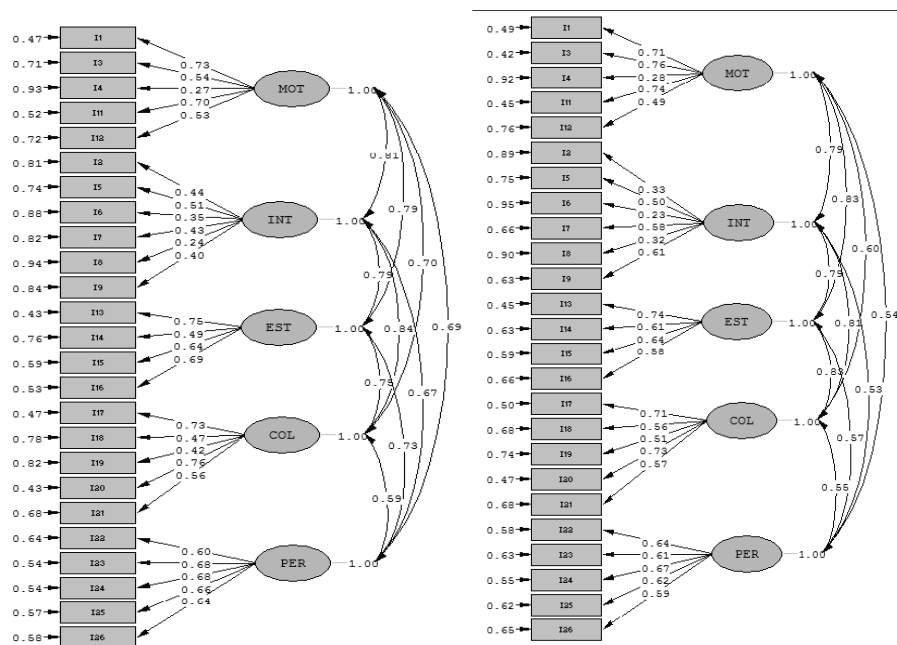 0.47 I1
0.71 I3
0.93 I4
0.52 I11
0.72 I12
0.81 I2
0.74 I5
0.88 I6
0.82 I7
0.94 I8
0.84 I9
0.43 I13
0.76 I14
0.59 I15
0.53 I16
0.47 I17
0.78 I18
0.82 I19
0.43 I20
0.68 I21
0.64 I22
0.54 I23
0.54 I24
0.57 I25
0.58 I26
0.73
0.54
0.27
0.70
0.53
MOT 1.00
0.44
0.51
0.35
0.43
0.24
0.40
INT 1.00
0.75
0.49
0.64
0.69
EST 1.00
0.73
0.47
0.42
0.76
0.56
COL 1.00
0.60
0.68
0.68
0.66
0.64
PER 1.00
0.81
0.79
0.70
0.79
0.84
0.69
0.75
0.67
0.73
0.59
0.49 I1
0.42 I3
0.92 I4
0.45 I11
0.76 I12
0.89 I2
0.75 I5
0.95 I6
0.66 I7
0.90 I8
0.63 I9
0.45 I13
0.63 I14
0.59 I15
0.66 I16
0.50 I17
0.68 I18
0.74 I19
0.47 I20
0.68 I21
0.58 I22
0.63 I23
0.55 I24
0.62 I25
0.65 I26
0.71
0.76
0.28
0.74
0.49
MOT 1.00
0.33
0.50
0.23
0.58
0.32
0.61
INT 1.00
0.74
0.61
0.64
0.58
EST 1.00
0.71
0.56
0.51
0.73
0.57
COL 1.00
0.64
0.61
0.67
0.62
0.59
PER 1.00
0.79
0.83
0.60
0.79
0.81
0.54
0.83
0.53
0.57
0.55